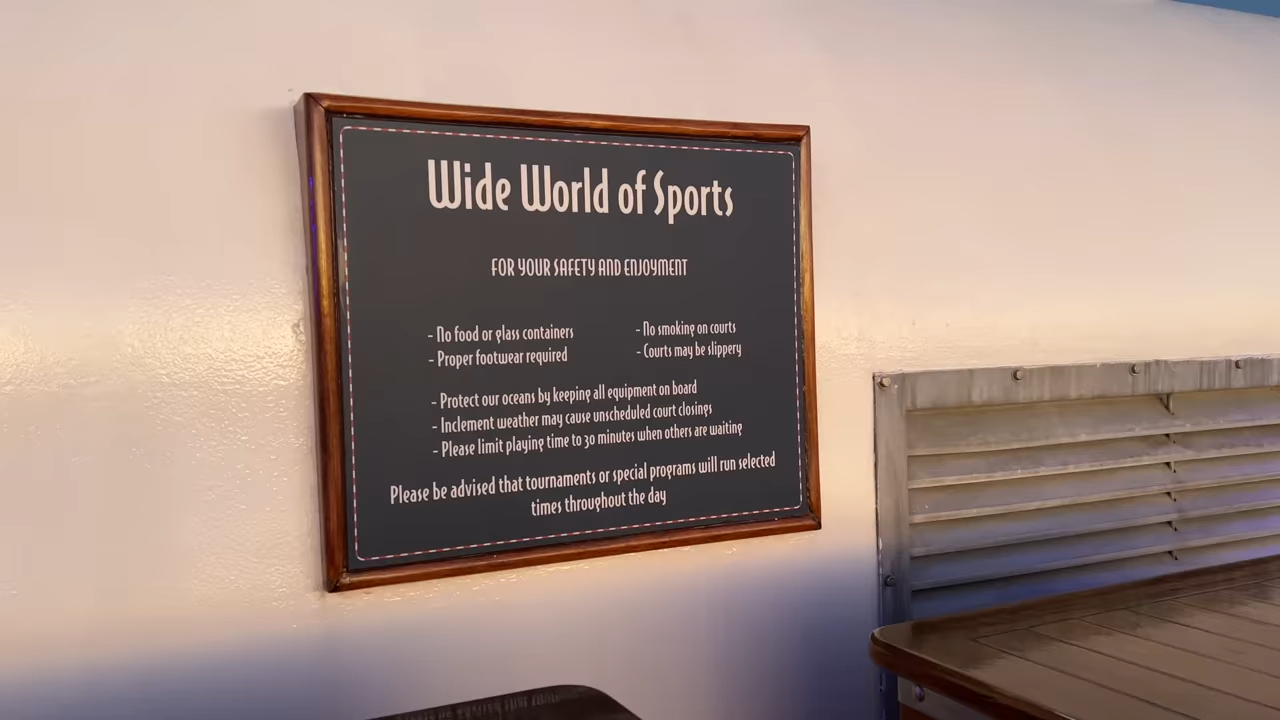 Wide World of Sports
FOR YOUR SAFETY AND ENJOYMENT
- No food or glass containers
- Proper footwear required
- No smoking on courts
- Courts may be slippery
- Protect our oceans by keeping all equipment on board
- Inclement weather may cause unscheduled court closings
- Please limit playing time to 30 minutes when others are waiting
Please be advised that tournaments or special programs will run selected
times throughout the day